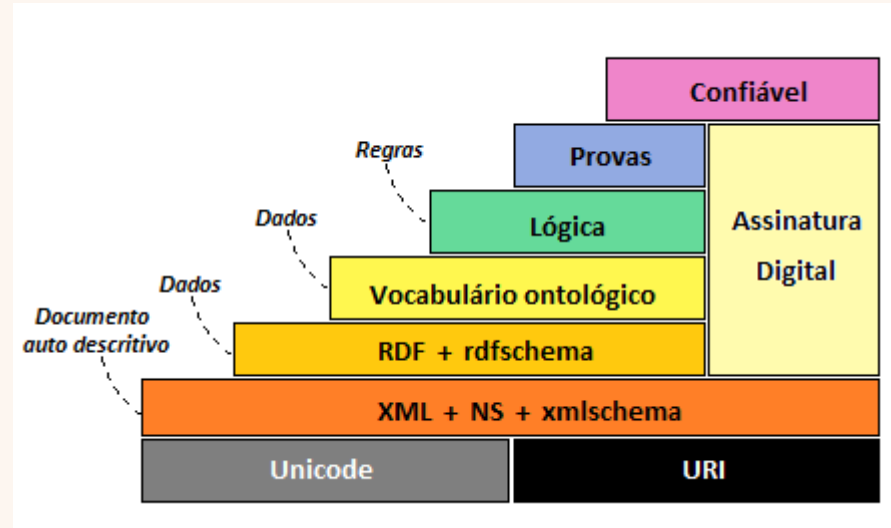 Confiável
Regras
Provas
Dados
Lógica
Assinatura
Digital
Dados
Vocabulário ontológico
Documento
auto descritivo
RDF + rdfschema
XML + NS + xmlschema
Unicode
URI